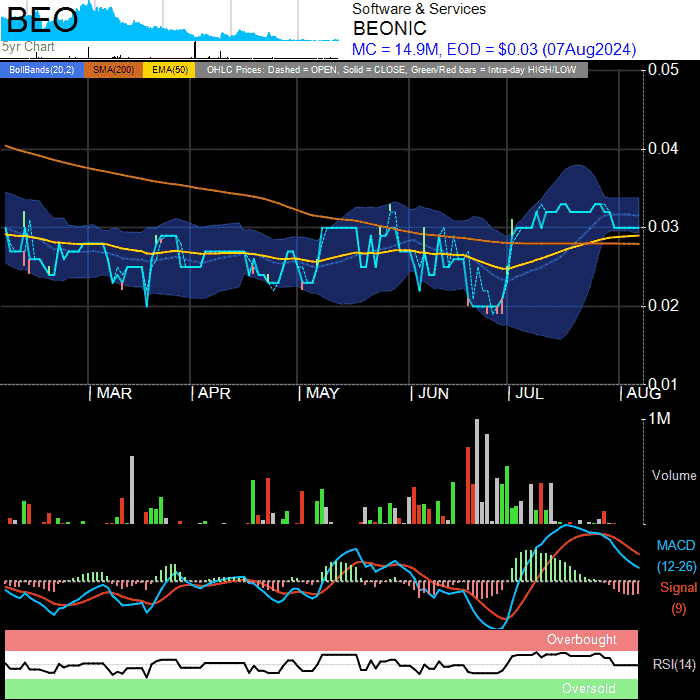 BEO
5yr Chart
Software & Services
BEONIC
MC = 14.9M, EOD = $0.03 (07Aug2024)
BollBands(20,2) SMA(200) EMA(50) OHLC Prices: Dashed = OPEN, Solid = CLOSE, Green/Red bars = Intra-day HIGH/LOW
0.05
0.04
0.03
0.02
0.01
MAR APR MAY JUN JUL AUG
1M
Volume
MACD
(12-26)
Signal
(9)
Overbought
RSI(14)
Oversold